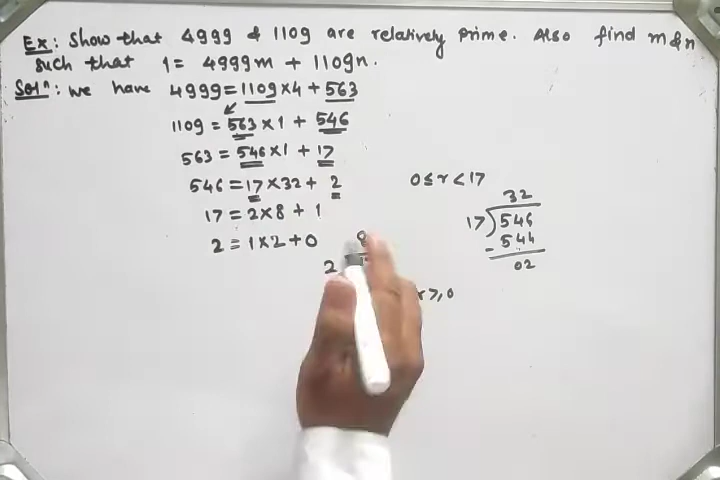 Ex: Show that 4999 & 1109 are relatively prime. Also find m & n
such that 1 = 4999m + 1109n.
Solⁿ: we have 4999 = 1109 × 4 + 563
1109 = 563 × 1 + 546
563 = 546 × 1 + 17
546 = 17 × 32 + 2
17 = 2 × 8 + 1
2 = 1 × 2 + 0
0 ≤ r < 17
32
17)546
- 544
02
8
2
r ≥ 0